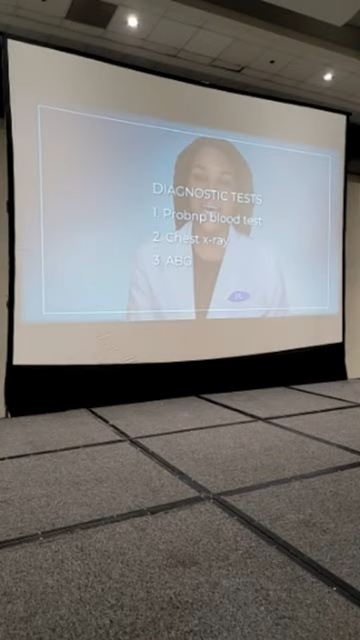 DIAGNOSTIC TESTS
1. Probnp blood test
2. Chest x-ray
3. ABG